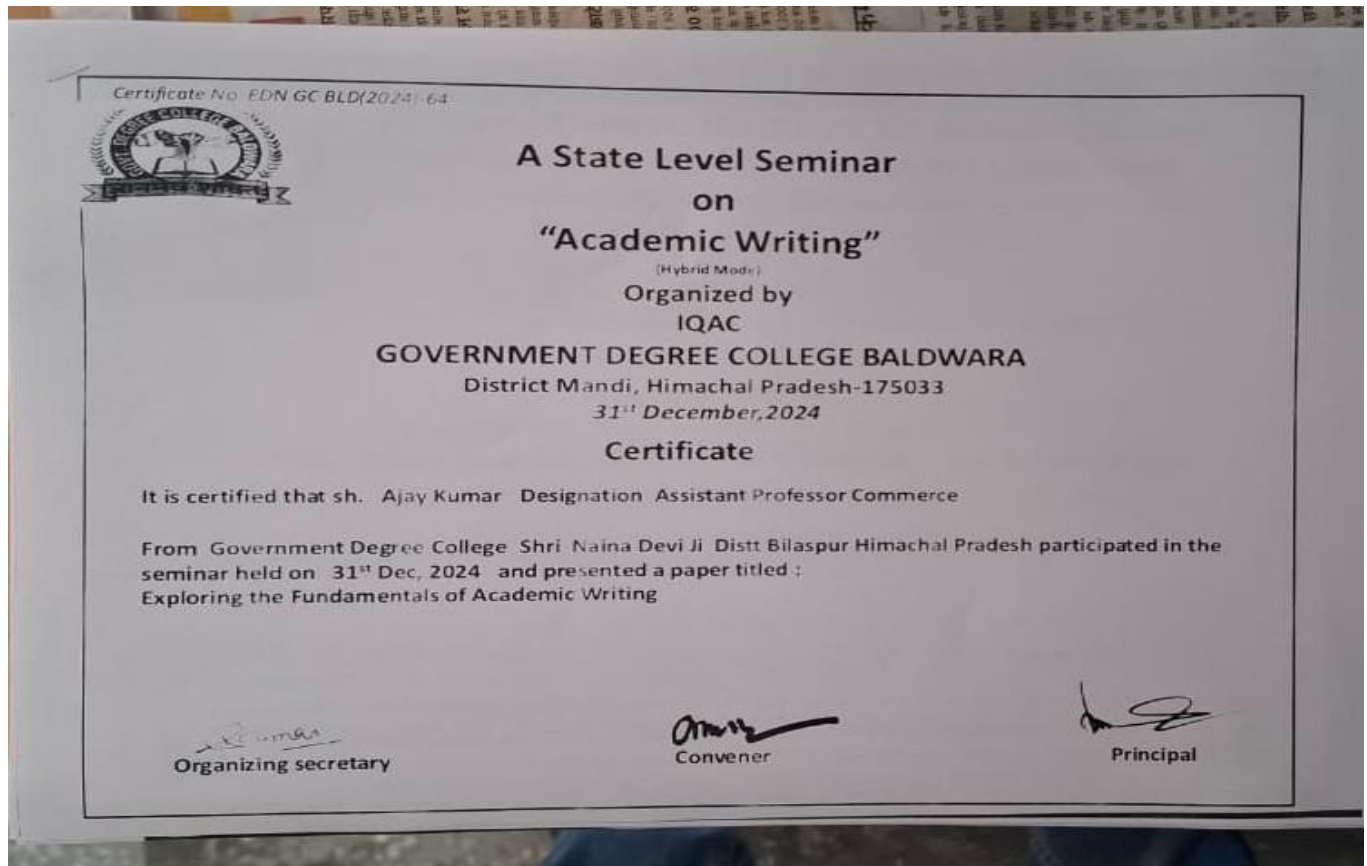 Certificate No EDN GC BLD(2024) 64
GOVT DEGREE COLLEGE BALDWARA
A State Level Seminar
on
“Academic Writing”
(Hybrid Mode)
Organized by
IQAC
GOVERNMENT DEGREE COLLEGE BALDWARA
District Mandi, Himachal Pradesh-175033
31st December,2024
Certificate
It is certified that sh. Ajay Kumar Designation Assistant Professor Commerce
From Government Degree College Shri Naina Devi Ji Distt Bilaspur Himachal Pradesh participated in the
seminar held on 31st Dec, 2024 and presented a paper titled :
Exploring the Fundamentals of Academic Writing
Organizing secretary
Convener
Principal